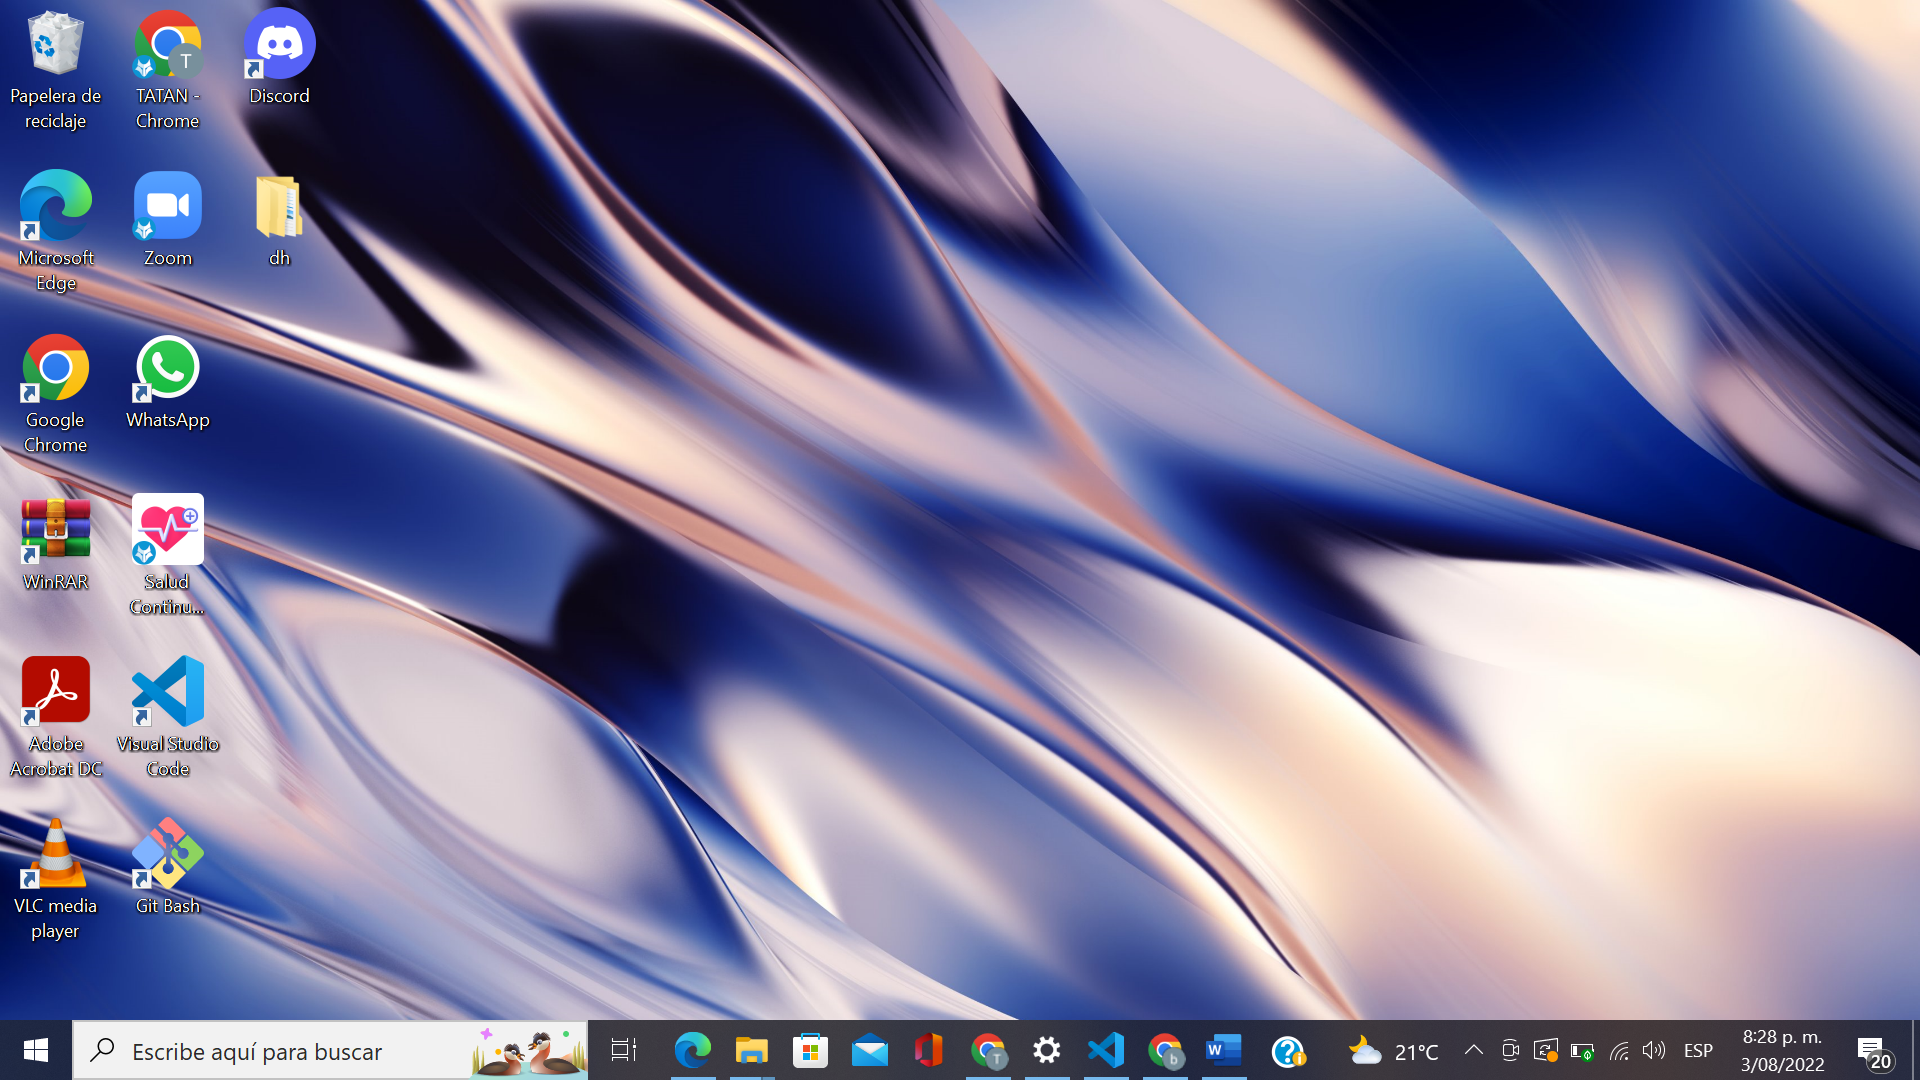 Papelera de
reciclaje
TATAN -
Chrome
T
Discord
Microsoft
Edge
Zoom
dh
Google
Chrome
WhatsApp
WinRAR
Salud
Continu...
Adobe
Acrobat DC
Visual Studio
Code
VLC media
player
Git Bash
Escribe aquí para buscar
T
b
W
21°C
ESP
8:28 p. m.
3/08/2022
20